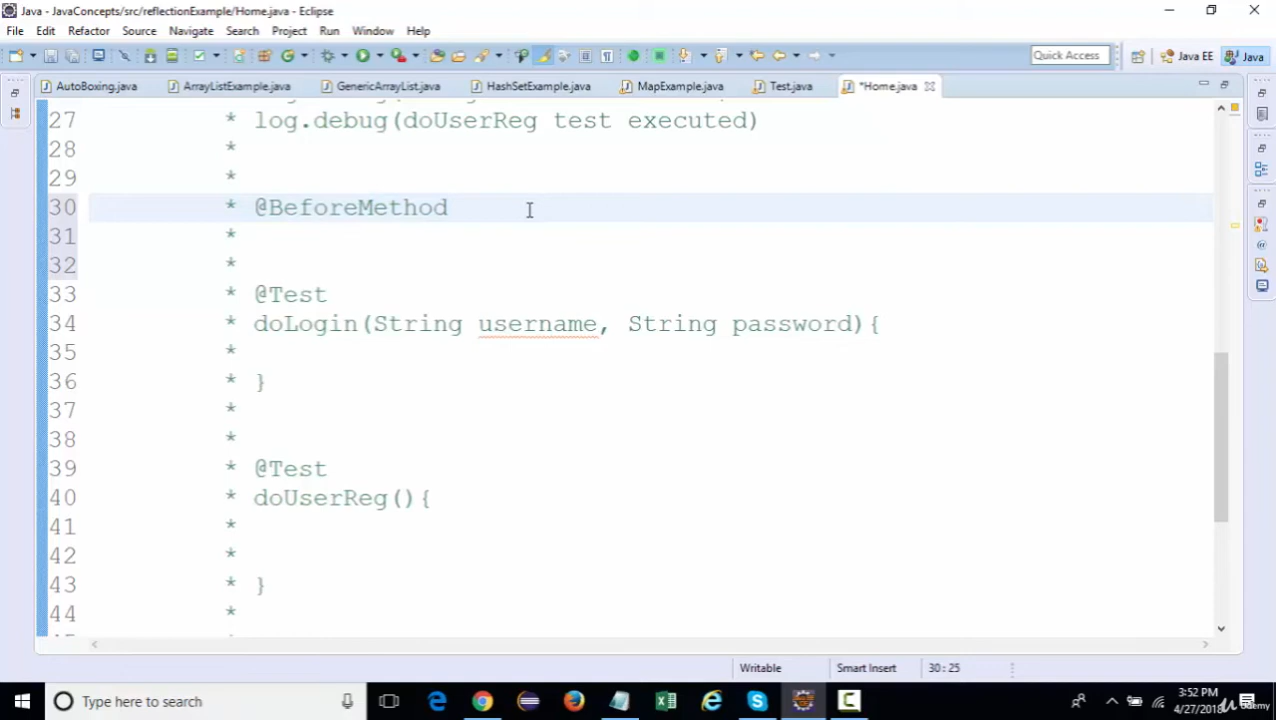 Java - JavaConcepts/src/reflectionExample/Home.java - Eclipse
File Edit Refactor Source Navigate Search Project Run Window Help
Quick Access Java EE Java
AutoBoxing.java ArrayListExample.java GenericArrayList.java HashSetExample.java MapExample.java Test.java *Home.java
27 * log.debug(doUserReg test executed)
28 *
29 *
30 * @BeforeMethod
31 *
32 *
33 * @Test
34 * doLogin(String username, String password){
35 *
36 * }
37 *
38 *
39 * @Test
40 * doUserReg(){
41 *
42 *
43 * }
44 *
Writable Smart Insert 30 : 25
Type here to search
3:52 PM
4/27/2018
Udemy